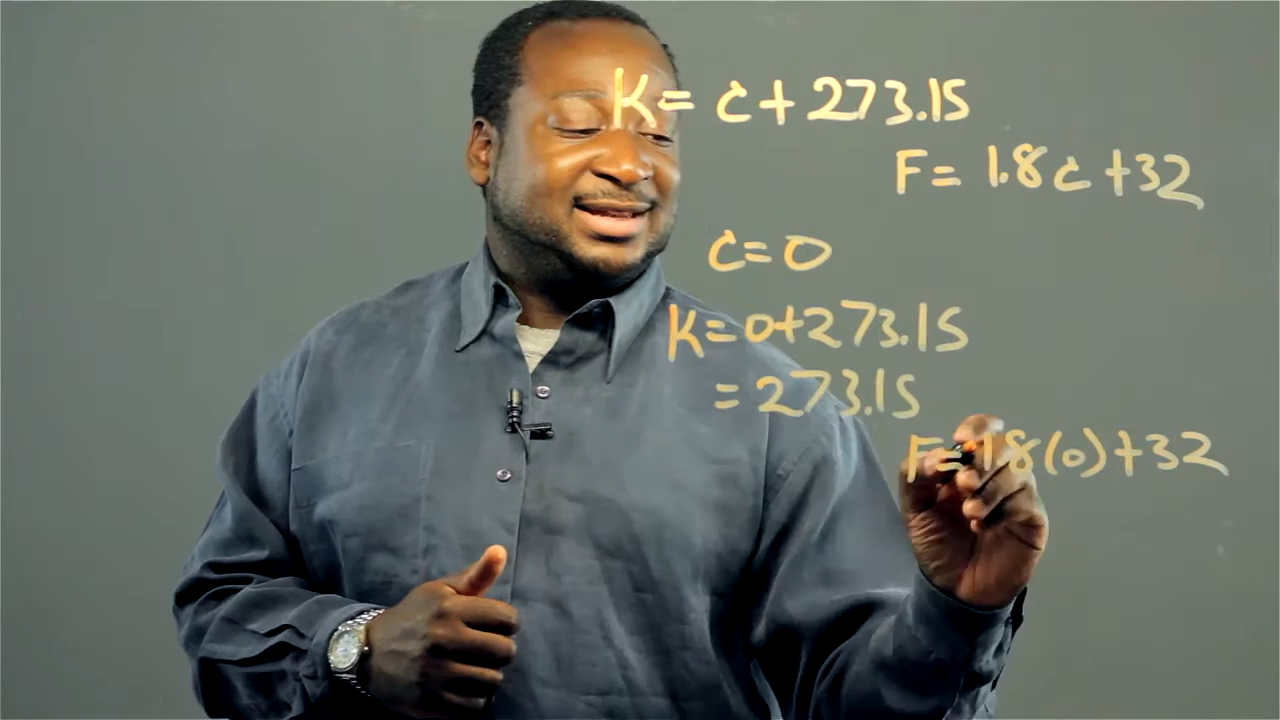 K = C + 273.15
F = 1.8C + 32
C = 0
K = 0 + 273.15
= 273.15
F = 1.8(0) + 32